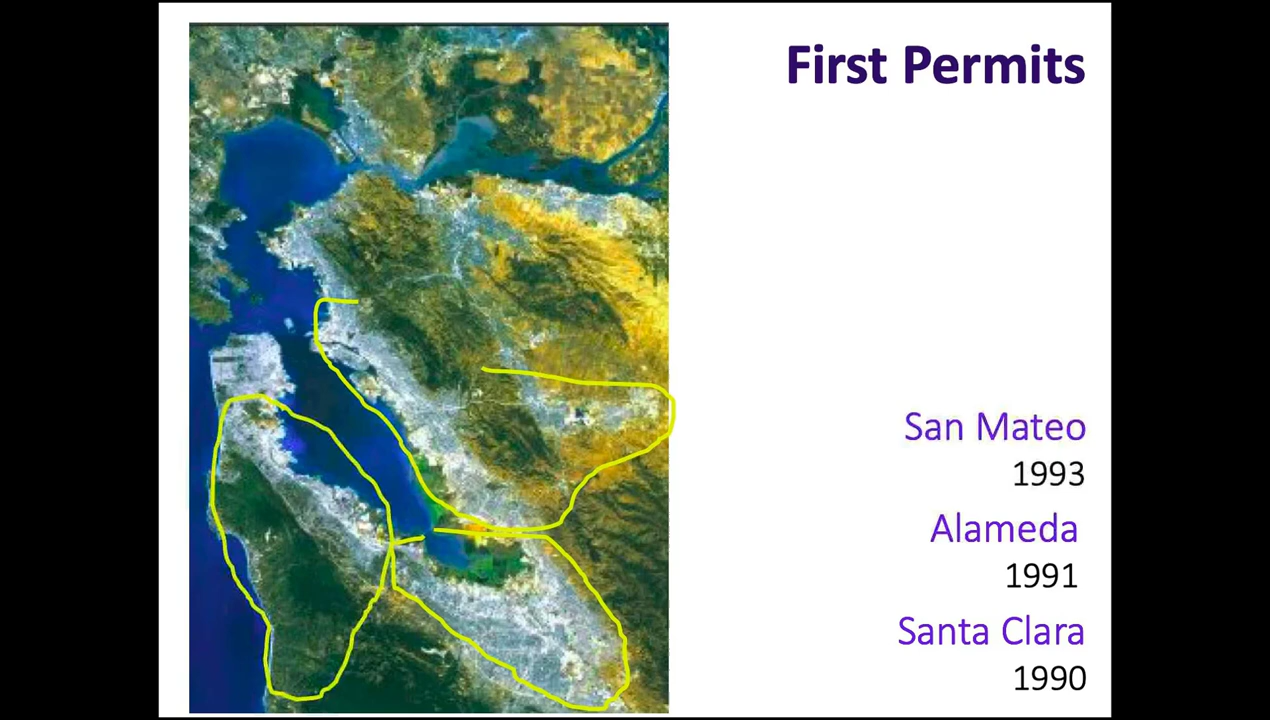 First Permits
San Mateo
1993
Alameda
1991
Santa Clara
1990